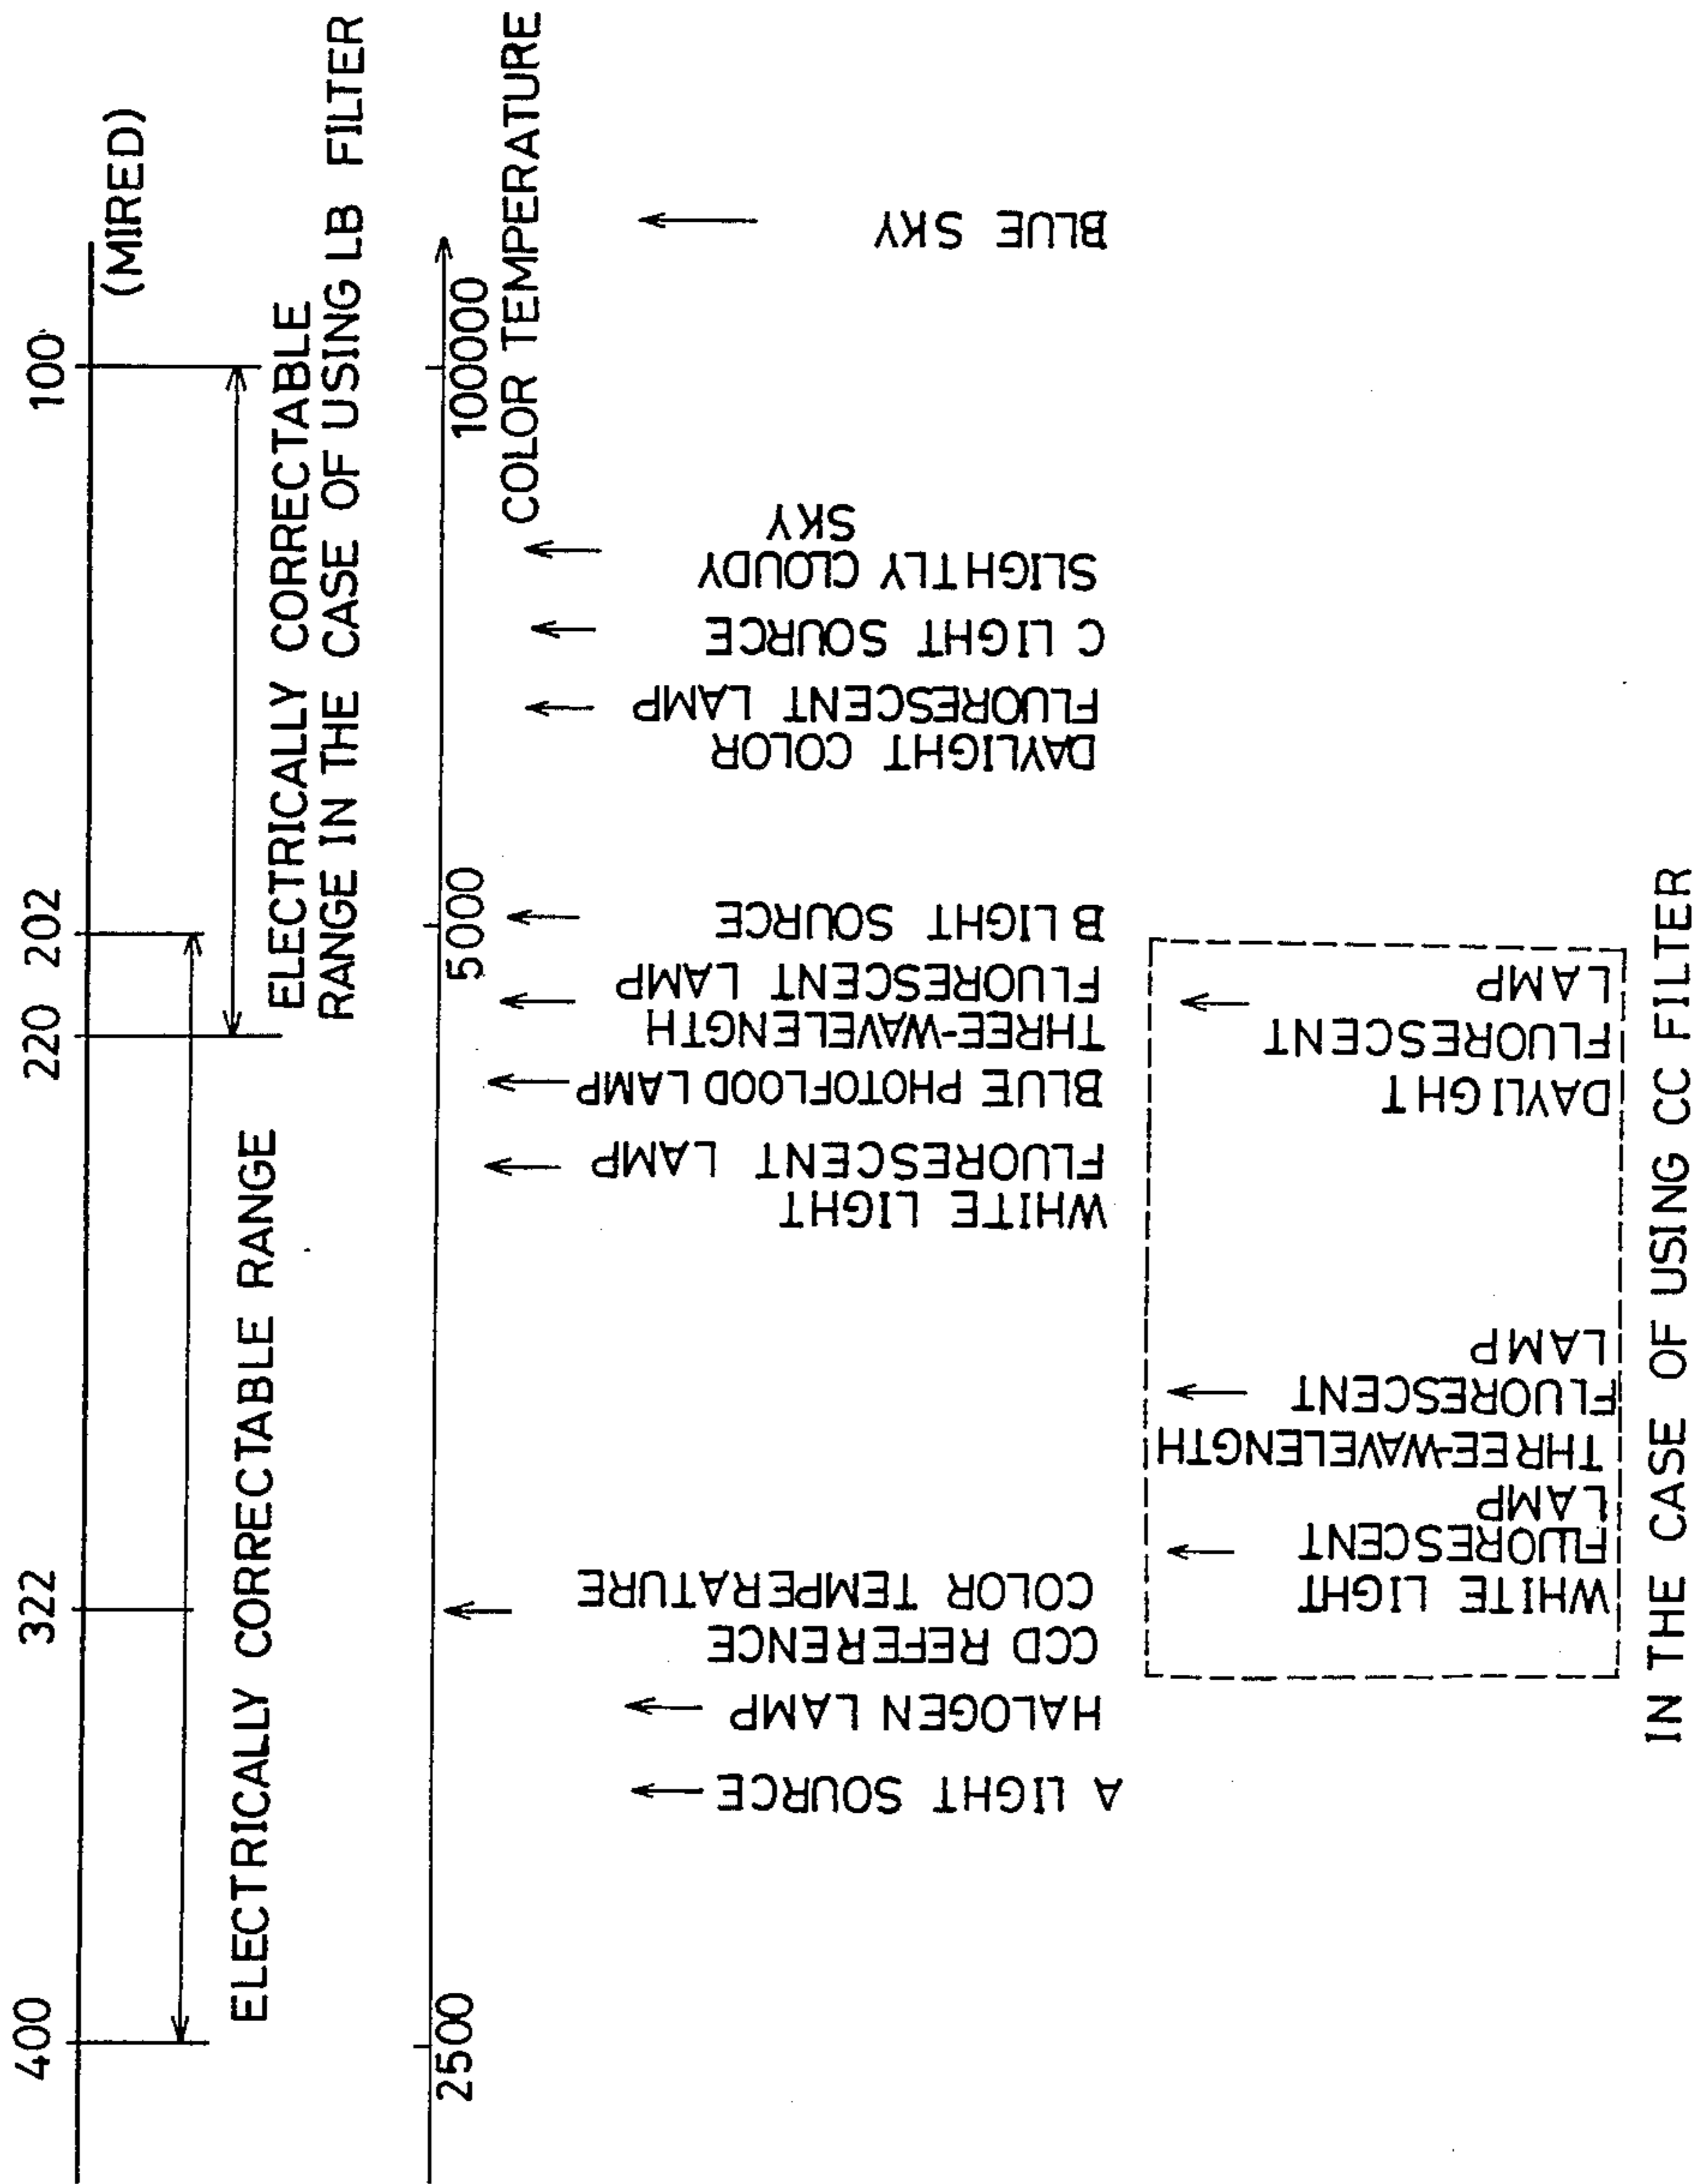 400
322
220
202
100
(MIRED)
ELECTRICALLY CORRECTABLE RANGE
ELECTRICALLY CORRECTABLE
RANGE IN THE CASE OF USING LB FILTER
2500
5000
10000
COLOR TEMPERATURE
A LIGHT SOURCE
HALOGEN LAMP
CCD REFERENCE
COLOR TEMPERATURE
WHITE LIGHT
FLUORESCENT LAMP
BLUE PHOTOFLOOD LAMP
THREE-WAVELENGTH
FLUORESCENT LAMP
B LIGHT SOURCE
DAYLIGHT COLOR
FLUORESCENT LAMP
C LIGHT SOURCE
SLIGHTLY CLOUDY
SKY
BLUE SKY
WHITE LIGHT
FLUORESCENT
LAMP
THREE-WAVELENGTH
FLUORESCENT
LAMP
DAYLIGHT
FLUORESCENT
LAMP
IN THE CASE OF USING CC FILTER